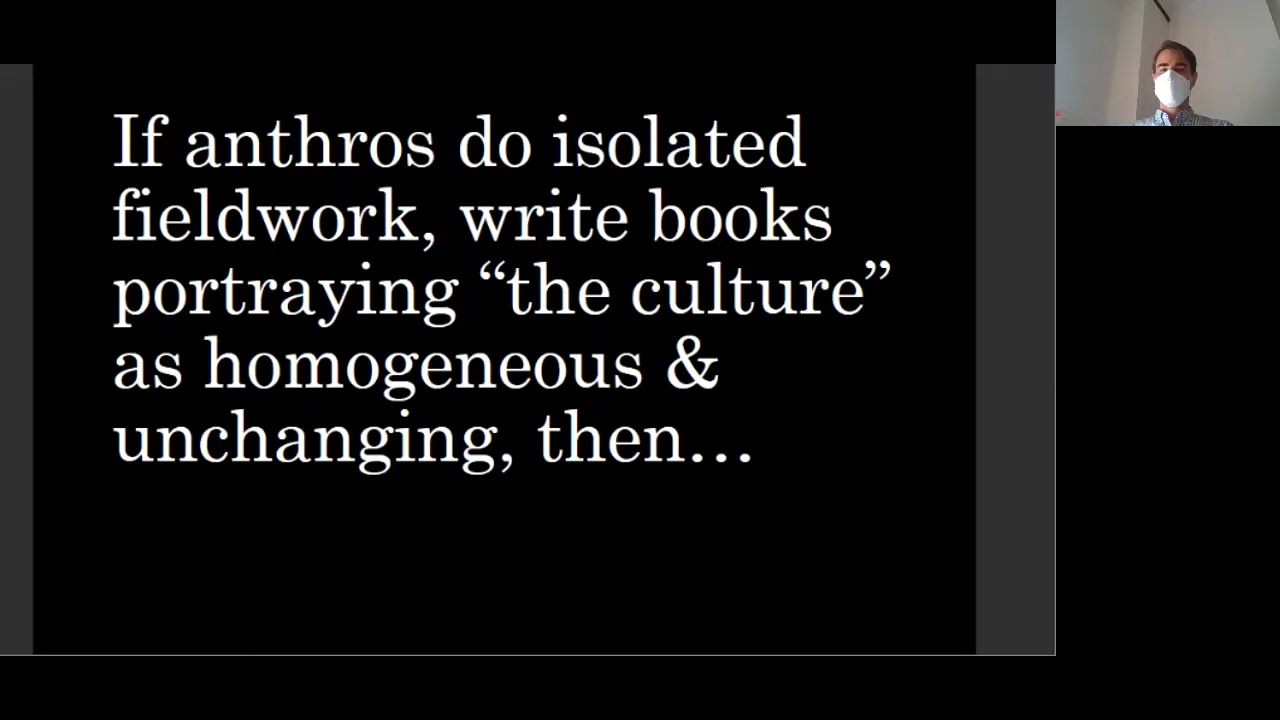 If anthros do isolated
fieldwork, write books
portraying “the culture”
as homogeneous &
unchanging, then…